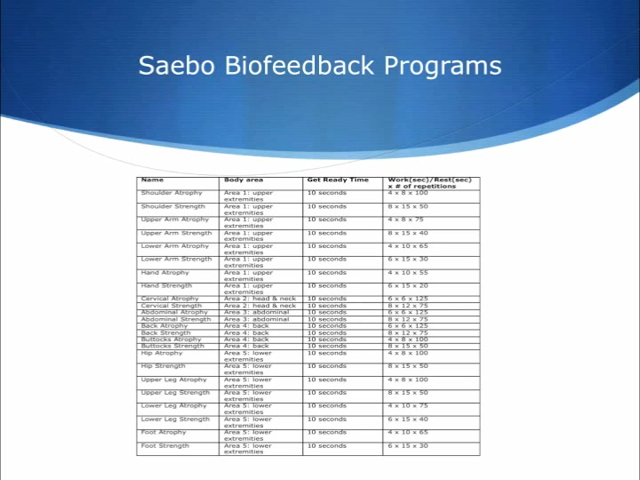 Saebo Biofeedback Programs
Name Body area Get Ready Time Work(sec)/Rest(sec) x # of repetitions
Shoulder Atrophy Area 1: upper extremities 10 seconds 4 x 8 x 100
Shoulder Strength Area 1: upper extremities 10 seconds 8 x 15 x 50
Upper Arm Atrophy Area 1: upper extremities 10 seconds 4 x 8 x 75
Upper Arm Strength Area 1: upper extremities 10 seconds 8 x 15 x 40
Lower Arm Atrophy Area 1: upper extremities 10 seconds 4 x 10 x 65
Lower Arm Strength Area 1: upper extremities 10 seconds 6 x 15 x 30
Hand Atrophy Area 1: upper extremities 10 seconds 4 x 10 x 55
Hand Strength Area 1: upper extremities 10 seconds 6 x 15 x 20
Cervical Atrophy Area 2: head & neck 10 seconds 6 x 6 x 125
Cervical Strength Area 2: head & neck 10 seconds 8 x 12 x 75
Abdominal Atrophy Area 3: abdominal 10 seconds 6 x 6 x 125
Abdominal Strength Area 3: abdominal 10 seconds 8 x 12 x 75
Back Atrophy Area 4: back 10 seconds 6 x 6 x 125
Back Strength Area 4: back 10 seconds 8 x 12 x 75
Buttocks Atrophy Area 4: back 10 seconds 4 x 8 x 100
Buttocks Strength Area 4: back 10 seconds 8 x 15 x 50
Hip Atrophy Area 5: lower extremities 10 seconds 4 x 8 x 100
Hip Strength Area 5: lower extremities 10 seconds 8 x 15 x 50
Upper Leg Atrophy Area 5: lower extremities 10 seconds 4 x 8 x 100
Upper Leg Strength Area 5: lower extremities 10 seconds 8 x 15 x 50
Lower Leg Atrophy Area 5: lower extremities 10 seconds 4 x 10 x 75
Lower Leg Strength Area 5: lower extremities 10 seconds 6 x 15 x 40
Foot Atrophy Area 5: lower extremities 10 seconds 4 x 10 x 65
Foot Strength Area 5: lower extremities 10 seconds 6 x 15 x 30